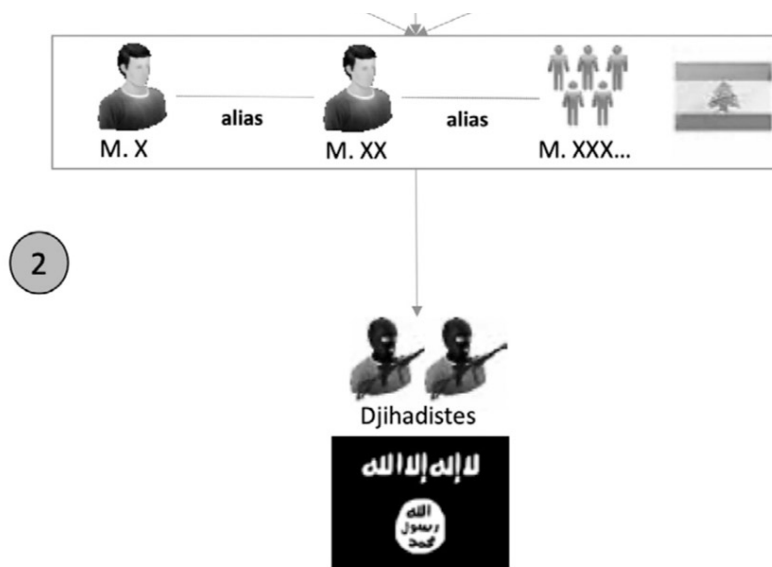 alias
alias
M. X
M. XX
M. XXX...
2
Djihadistes
لا إله إلا الله
الله
رسول
محمد